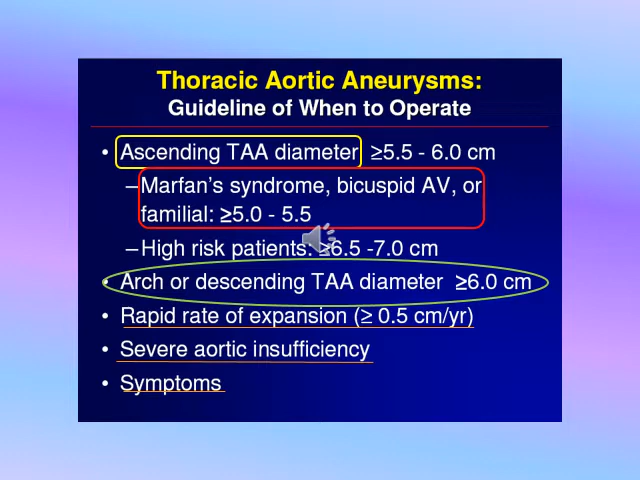 Thoracic Aortic Aneurysms:
Guideline of When to Operate
• Ascending TAA diameter ≥5.5 - 6.0 cm
–Marfan's syndrome, bicuspid AV, or
familial: ≥5.0 - 5.5
–High risk patients: ≥6.5 -7.0 cm
• Arch or descending TAA diameter ≥6.0 cm
• Rapid rate of expansion (≥ 0.5 cm/yr)
• Severe aortic insufficiency
• Symptoms